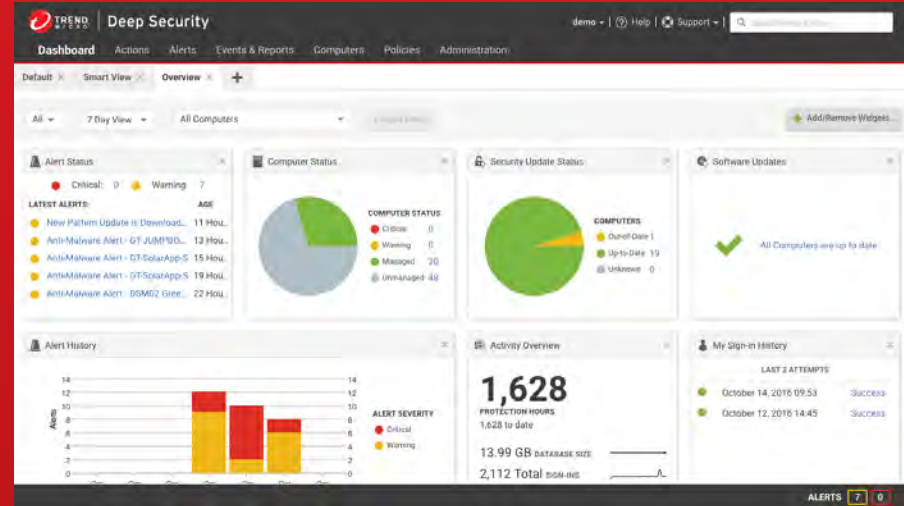 TREND MICRO Deep Security
demo Help Support
Dashboard Actions Alerts Events & Reports Computers Policies Administration
Default Smart View Overview
All 7 Day View All Computers
Add/Remove Widgets...
Alert Status
Critical: 0 Warning 7
LATEST ALERTS: AGE
New Pattern Update is Download... 11 Hou..
Anti-Malware Alert - GT JUMPBO... 13 Hou..
Anti-Malware Alert - GT-SolarApp-S 15 Hou..
Anti-Malware Alert - GT-SolarApp-S 19 Hou..
Anti-Malware Alert - DSM02 Gree... 22 Hou..
Computer Status
COMPUTER STATUS
Critical 0
Warning 0
Managed 20
Unmanaged 48
Security Update Status
COMPUTERS
Out-of-Date 1
Up-to-Date 19
Unknown 0
Software Updates
All Computers are up to date
Alert History
14 14
12 12
10 10
8 8
6 6
4 4
2 2
0 0
Alerts
ALERT SEVERITY
Critical
Warning
Activity Overview
1,628
PROTECTION HOURS
1,628 to date
13.99 GB DATABASE SIZE
2,112 Total SIGN-INS
My Sign-in History
LAST 2 ATTEMPTS
October 14, 2016 09:53 Success
October 12, 2016 14:45 Success
ALERTS 7 0